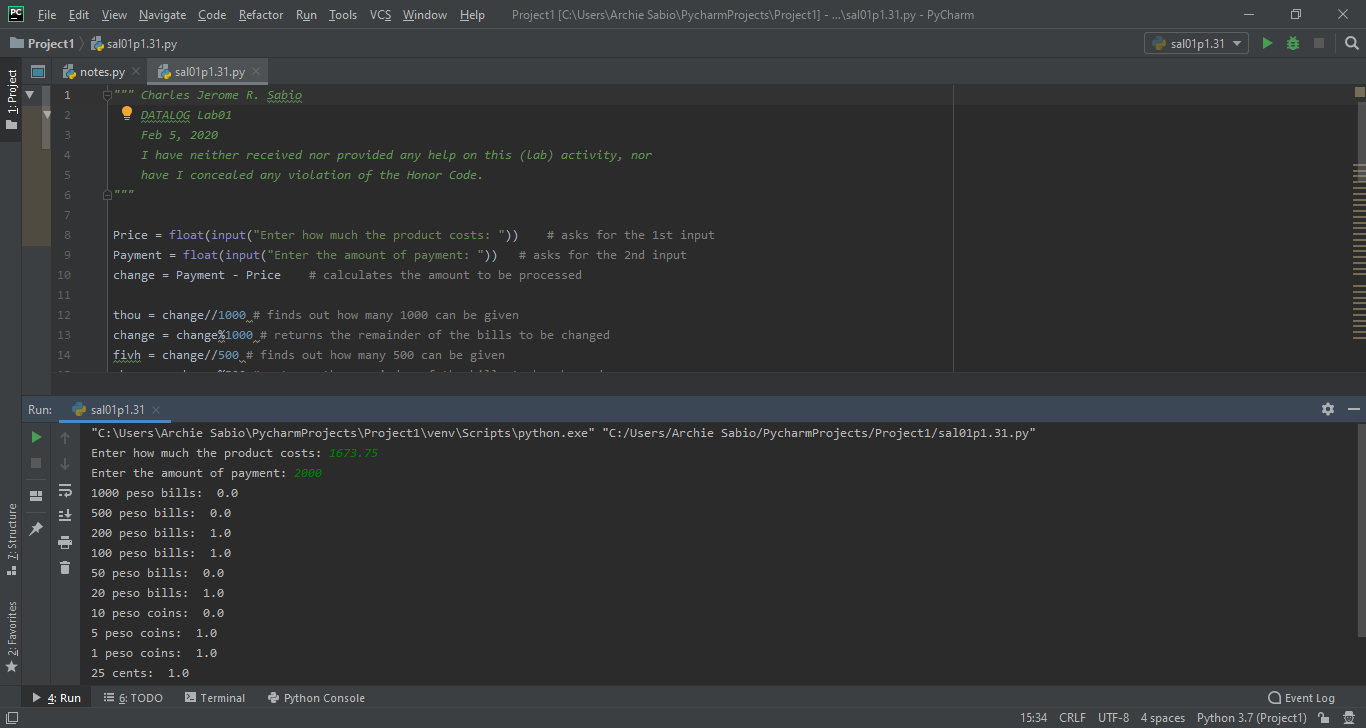 PC File Edit View Navigate Code Refactor Run Tools VCS Window Help Project1 [C:\Users\Archie Sabio\PycharmProjects\Project1] - ...\sal01p1.31.py - PyCharm
Project1 sal01p1.31.py sal01p1.31
1: Project
notes.py sal01p1.31.py
1 """ Charles Jerome R. Sabio
2 DATALOG Lab01
3 Feb 5, 2020
4 I have neither received nor provided any help on this (lab) activity, nor
5 have I concealed any violation of the Honor Code.
6 """
7
8 Price = float(input("Enter how much the product costs: ")) # asks for the 1st input
9 Payment = float(input("Enter the amount of payment: ")) # asks for the 2nd input
10 change = Payment - Price # calculates the amount to be processed
11
12 thou = change//1000 # finds out how many 1000 can be given
13 change = change%1000 # returns the remainder of the bills to be changed
14 fivh = change//500 # finds out how many 500 can be given
Run: sal01p1.31
"C:\Users\Archie Sabio\PycharmProjects\Project1\venv\Scripts\python.exe" "C:/Users/Archie Sabio/PycharmProjects/Project1/sal01p1.31.py"
Enter how much the product costs: 1673.75
Enter the amount of payment: 2000
1000 peso bills: 0.0
500 peso bills: 0.0
200 peso bills: 1.0
100 peso bills: 1.0
50 peso bills: 0.0
20 peso bills: 1.0
10 peso coins: 0.0
5 peso coins: 1.0
1 peso coins: 1.0
25 cents: 1.0
7: Structure
2: Favorites
4: Run 6: TODO Terminal Python Console Event Log
15:34 CRLF UTF-8 4 spaces Python 3.7 (Project1)